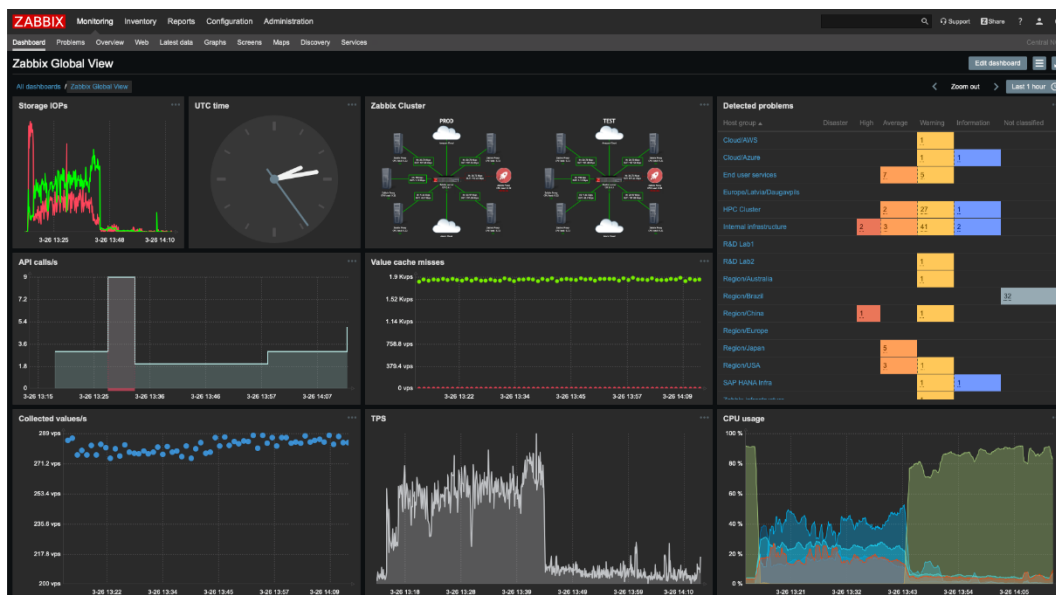 ZABBIX Monitoring Inventory Reports Configuration Administration Support Share ?
Dashboard Problems Overview Web Latest data Graphs Screens Maps Discovery Services
Zabbix Global View Edit dashboard
All dashboards / Zabbix Global View Zoom out Last 1 hour
Storage IOPs
3-26 13:25 3-26 13:48 3-26 14:10
UTC time
Zabbix Cluster
PROD TEST
Detected problems
Host group Disaster High Average Warning Information Not classified
Cloud/AWS 1
Cloud/Azure 1 1
End user services 7 9
Europe/Latvia/Daugavpils
HPC Cluster 2 27 1
Internal infrastructure 2 3 41 2
R&D Lab1
R&D Lab2 1
Region/Australia 1
Region/Brazil 32
Region/China 1 1
Region/Europe
Region/Japan 5
Region/USA 3 1
SAP HANA Infra 1 1
API calls/s
9
7.2
5.4
3.6
1.8
0
3-26 13:15 3-26 13:25 3-26 13:36 3-26 13:46 3-26 13:57 3-26 14:07
Value cache misses
1.9 Kvps
1.52 Kvps
1.14 Kvps
758.8 vps
379.4 vps
0 vps
3-26 13:22 3-26 13:34 3-26 13:45 3-26 13:57 3-26 14:09
Collected values/s
289 vps
271.2 vps
253.4 vps
235.6 vps
217.8 vps
200 vps
3-26 13:22 3-26 13:34 3-26 13:45 3-26 13:57 3-26 14:09
TPS
3-26 13:18 3-26 13:28 3-26 13:39 3-26 13:49 3-26 13:59 3-26 14:10
CPU usage
100 %
80 %
60 %
40 %
20 %
0 %
3-26 13:21 3-26 13:32 3-26 13:43 3-26 13:54 3-26 14:05